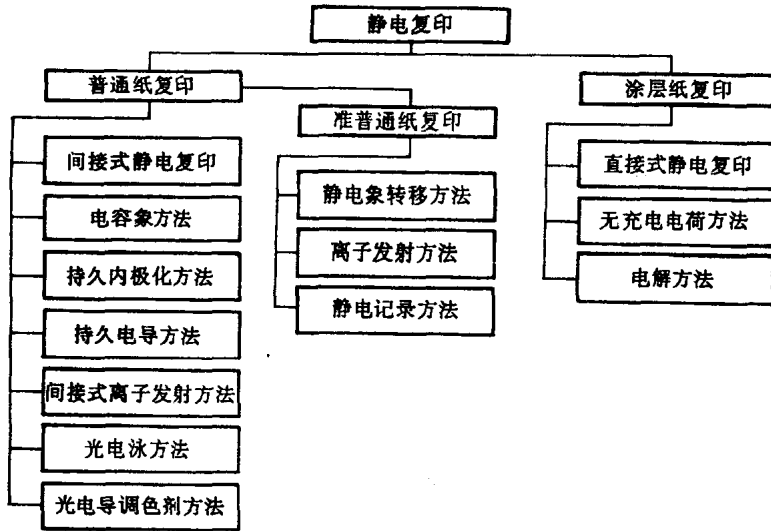 静电复印
普通纸复印
涂层纸复印
准普通纸复印
间接式静电复印
电容象方法
持久内极化方法
持久电导方法
间接式离子发射方法
光电泳方法
光电导调色剂方法
静电象转移方法
离子发射方法
静电记录方法
直接式静电复印
无充电电荷方法
电解方法